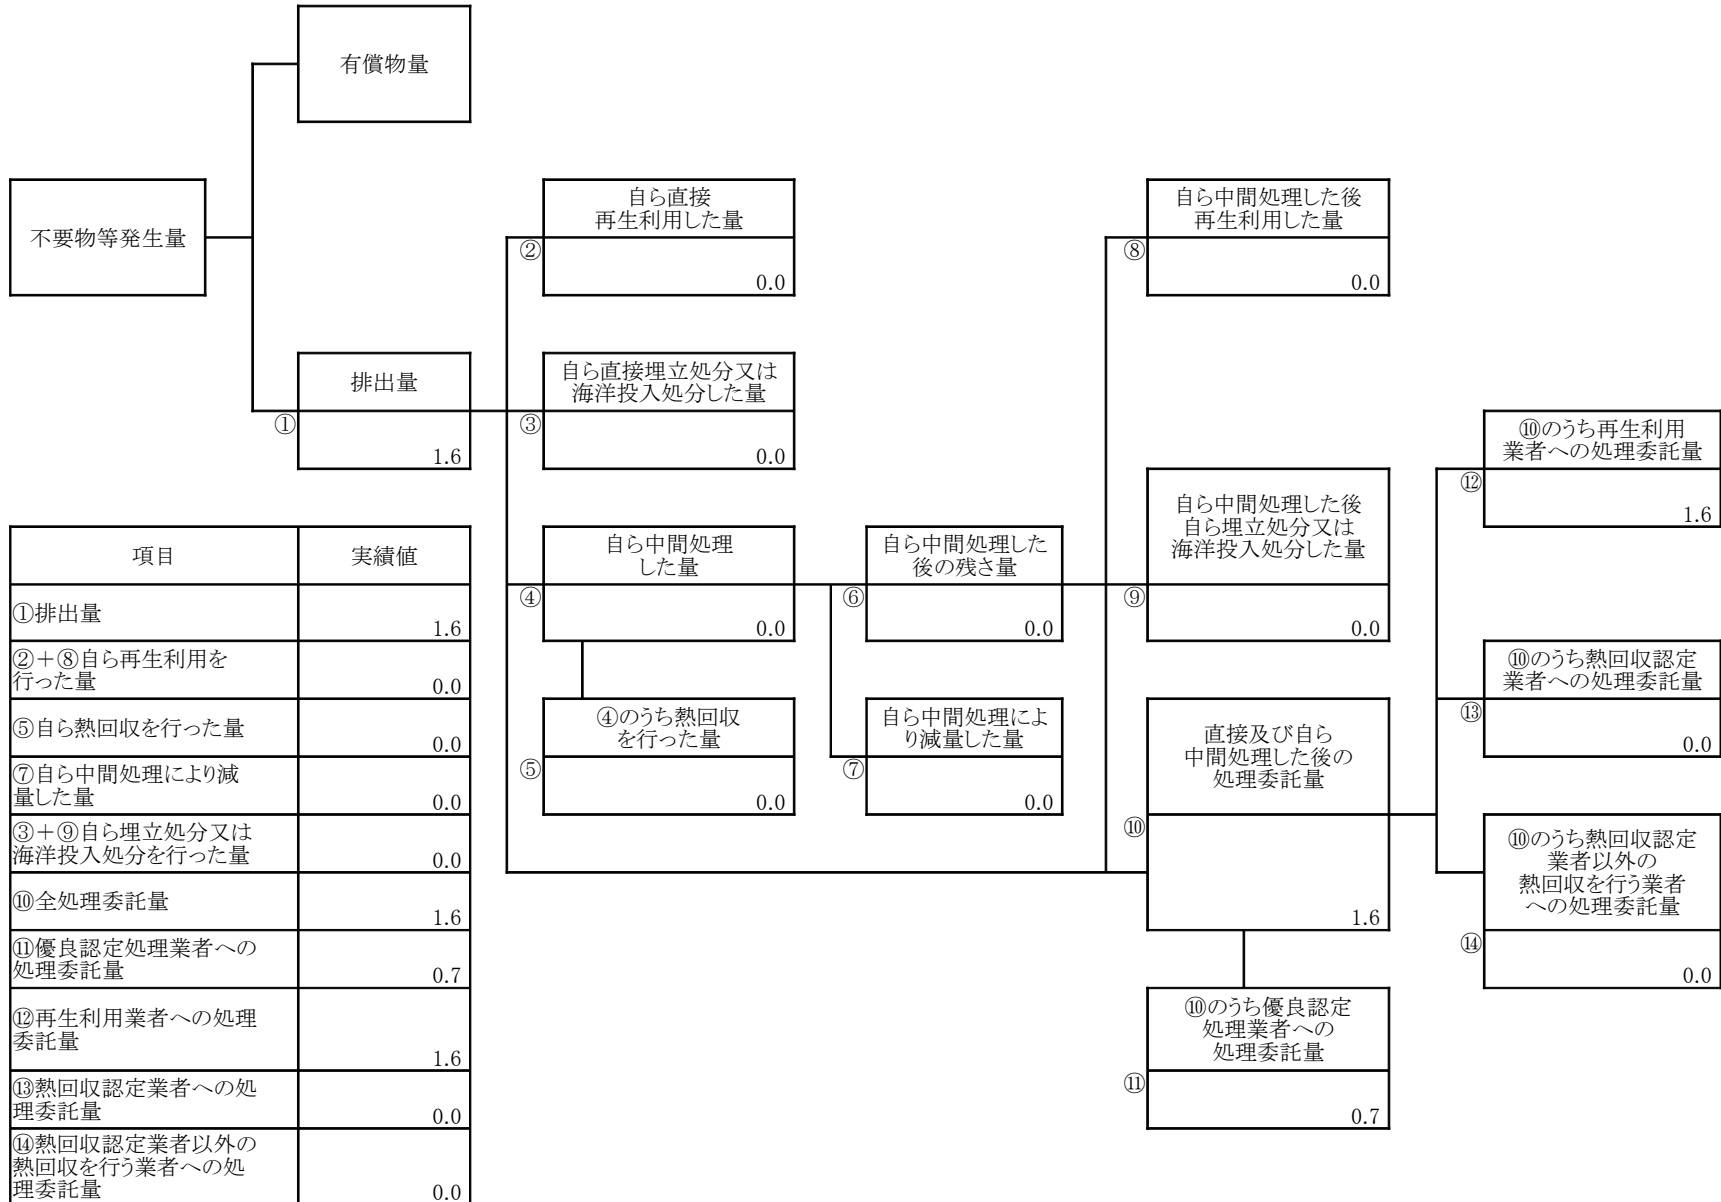 有償物量
不要物等発生量
自ら直接
再生利用した量
②
0.0
自ら中間処理した後
再生利用した量
⑧
0.0
排出量
①
1.6
自ら直接埋立処分又は
海洋投入処分した量
③
0.0
⑩のうち再生利用
業者への処理委託量
⑫
1.6
自ら中間処理
した量
④
0.0
自ら中間処理した
後の残さ量
⑥
0.0
自ら中間処理した後
自ら埋立処分又は
海洋投入処分した量
⑨
0.0
⑩のうち熱回収認定
業者への処理委託量
⑬
0.0
④のうち熱回収
を行った量
⑤
0.0
自ら中間処理によ
り減量した量
⑦
0.0
直接及び自ら
中間処理した後の
処理委託量
⑩
1.6
⑩のうち熱回収認定
業者以外の
熱回収を行う業者
への処理委託量
⑭
0.0
⑩のうち優良認定
処理業者への
処理委託量
⑪
0.7
項目 実績値
①排出量
1.6
②+⑧自ら再生利用を
行った量 0.0
⑤自ら熱回収を行った量
0.0
⑦自ら中間処理により減
量した量 0.0
③+⑨自ら埋立処分又は
海洋投入処分を行った量 0.0
⑩全処理委託量
1.6
⑪優良認定処理業者への
処理委託量 0.7
⑫再生利用業者への処理
委託量
1.6
⑬熱回収認定業者への処
理委託量 0.0
⑭熱回収認定業者以外の
熱回収を行う業者への処
理委託量 0.0